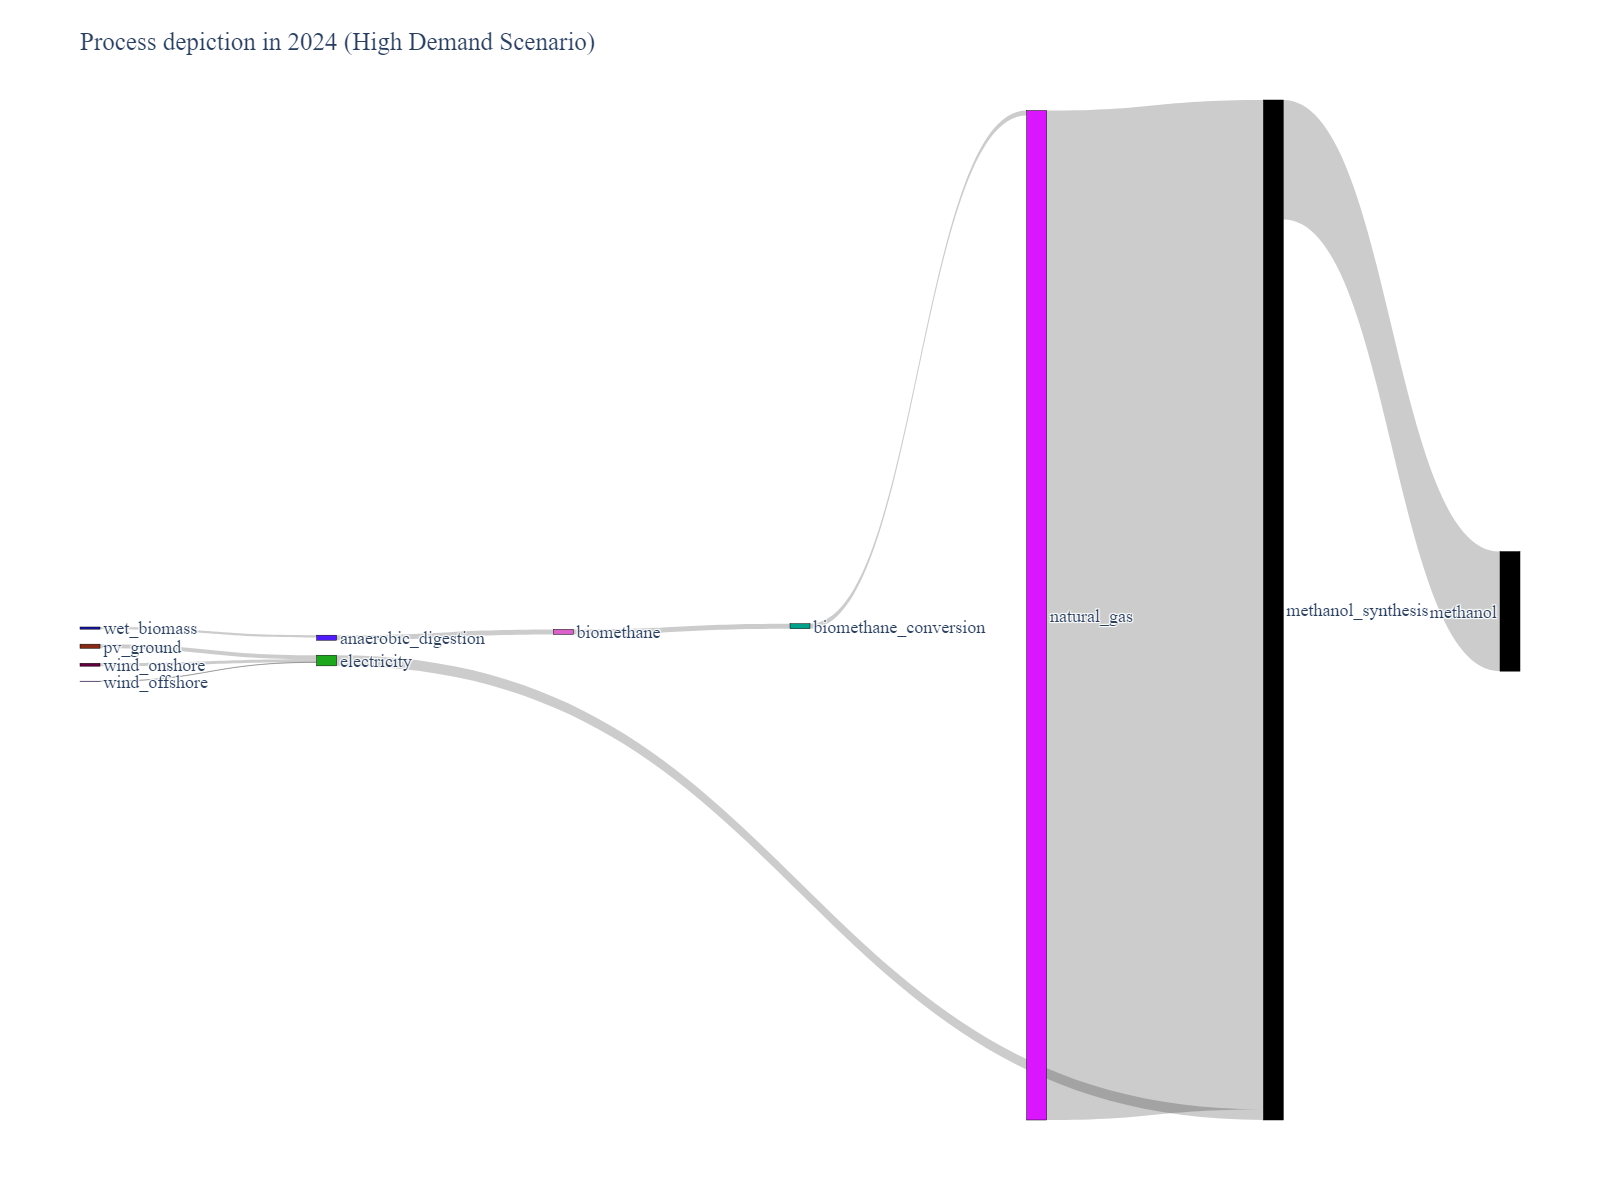 Process depiction in 2024 (High Demand Scenario)
wet_biomass
pv_ground
wind_onshore
wind_offshore
anaerobic_digestion
electricity
biomethane
biomethane_conversion
natural_gas
methanol_synthesis
methanol